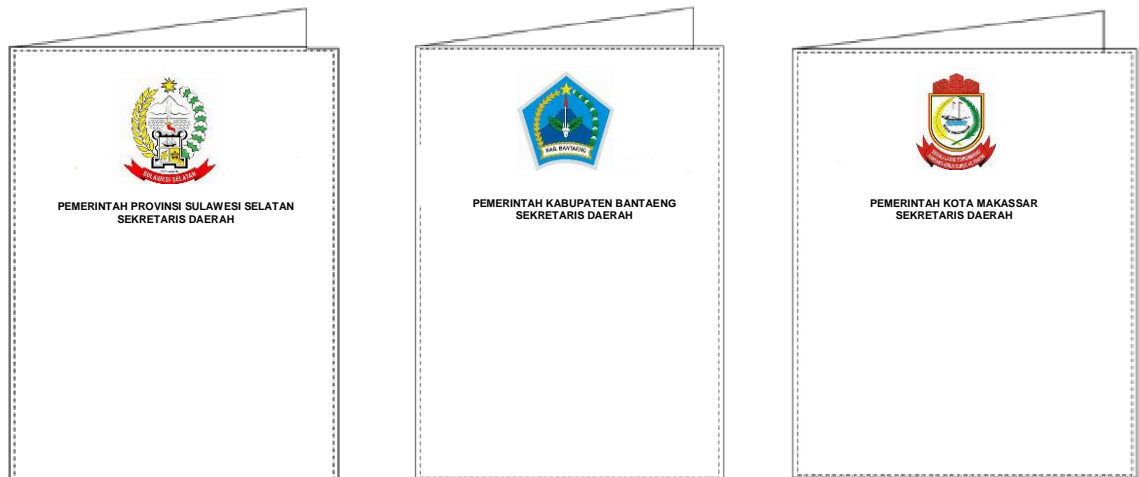 SULAWESI SELATAN
PEMERINTAH PROVINSI SULAWESI SELATAN
SEKRETARIS DAERAH
KAB. BANTAENG
PEMERINTAH KABUPATEN BANTAENG
SEKRETARIS DAERAH
PEMERINTAH KOTA MAKASSAR
SEKRETARIS DAERAH